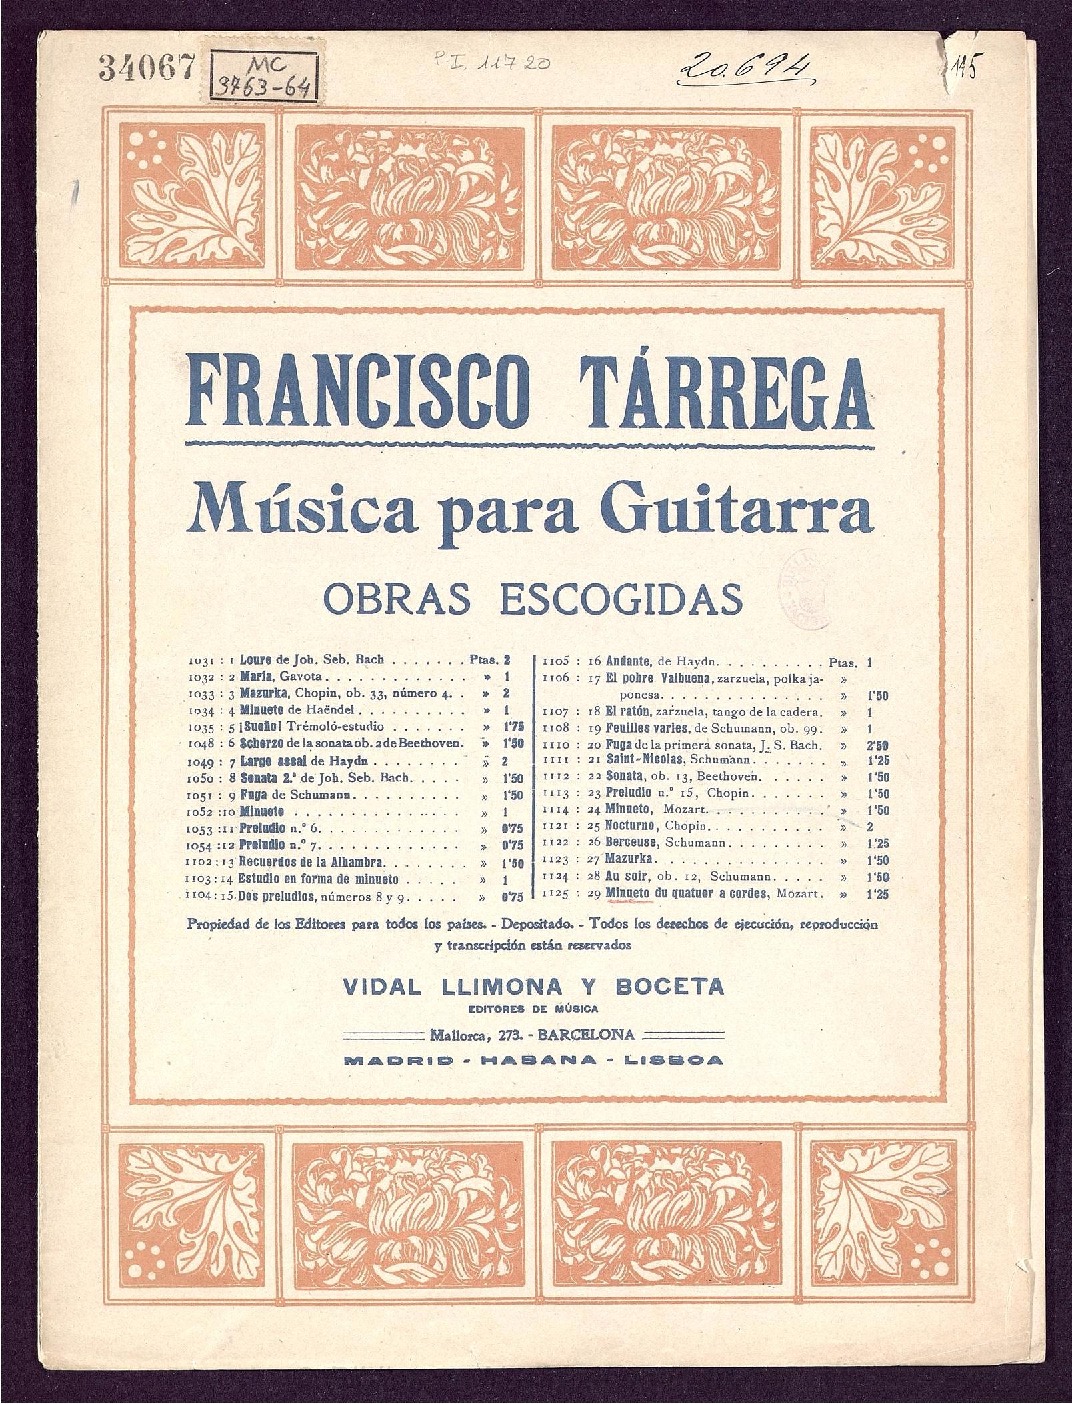 34067
MC
3763-64
P.I. 11720
20.694
145
FRANCISCO TÁRREGA
Música para Guitarra
OBRAS ESCOGIDAS
1031 : 1 Loure de Joh. Seb. Bach . . . . . . . Ptas. 2
1032 : 2 María, Gavota . . . . . . . . . . . . » 1
1033 : 3 Mazurka, Chopin, ob. 33, número 4. . » 2
1034 : 4 Minueto de Haëndel . . . . . . . . . . » 1
1035 : 5 ¡Sueño! Trémoló-estudio . . . . . . . » 1'75
1048 : 6 Scherzo de la sonata ob. 2 de Beethoven. » 1'50
1049 : 7 Largo assai de Haydn . . . . . . . . . » 2
1050 : 8 Sonata 2.ª de Joh. Seb. Bach. . . . . » 1'50
1051 : 9 Fuga de Schumann. . . . . . . . . . » 1'50
1052 :10 Minueto . . . . . . . . . . . . . . » 1
1053 :11 Preludio n.º 6. . . . . . . . . . . . » 0'75
1054 :12 Preludio n.º 7. . . . . . . . . . . . » 0'75
1102 :13 Recuerdos de la Alhambra. . . . . . . » 1'50
1103 :14 Estudio en forma de minueto . . . . . » 1
1104 :15. Dos preludios, números 8 y 9. . . . . » 0'75
1105 : 16 Andante, de Haydn. . . . . . . . . . Ptas. 1
1106 : 17 El pobre Valbuena, zarzuela, polka ja- »
ponesa. . . . . . . . . . . . . . . » 1'50
1107 : 18 El ratón, zarzuela, tango de la cadera. » 1
1108 : 19 Feuilles varies, de Schumann, ob. 99. » 1
1110 : 20 Fuga de la primera sonata, J. S. Bach. » 2'50
1111 : 21 Saint-Nicolas, Schumann . . . . . . . » 1'25
1112 : 22 Sonata, ob. 13, Beethoven. . . . . . » 1'50
1113 : 23 Preludio n.º 15, Chopin. . . . . . . » 1'50
1114 : 24 Minueto, Mozart. . . . . . . . . . . » 1'50
1121 : 25 Nocturno, Chopin. . . . . . . . . . . » 2
1122 : 26 Berceuse, Schumann . . . . . . . . . » 1'25
1123 : 27 Mazurka. . . . . . . . . . . . . . . » 1'50
1124 : 28 Au soir, ob. 12, Schumann. . . . . . » 1'50
1125 : 29 Minueto du quatuor a cordes, Mozart. » 1'25
Propiedad de los Editores para todos los países. - Depositado. - Todos los derechos de ejecución, reproducción
y transcripción están reservados
VIDAL LLIMONA Y BOCETA
EDITORES DE MÚSICA
Mallorca, 273. - BARCELONA
MADRID - HABANA - LISBOA